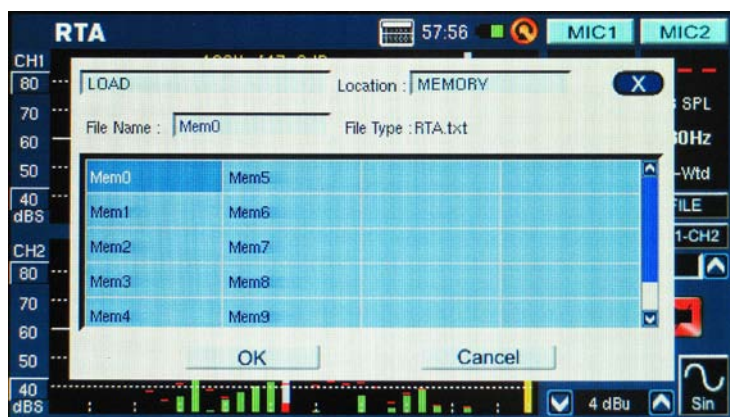 RTA 57:56 MIC1 MIC2
CH1
80
LOAD Location : MEMORY X
70 SPL
File Name : Mem0 File Type : RTA.txt
60 0Hz
50 Mem0 Mem5 -Wtd
40 Mem1 Mem6
dBS
Mem2 Mem7 1-CH2
CH2
80 Mem3 Mem8
70 Mem4 Mem9
60
50 OK Cancel
40
dBS 4 dBu Sin